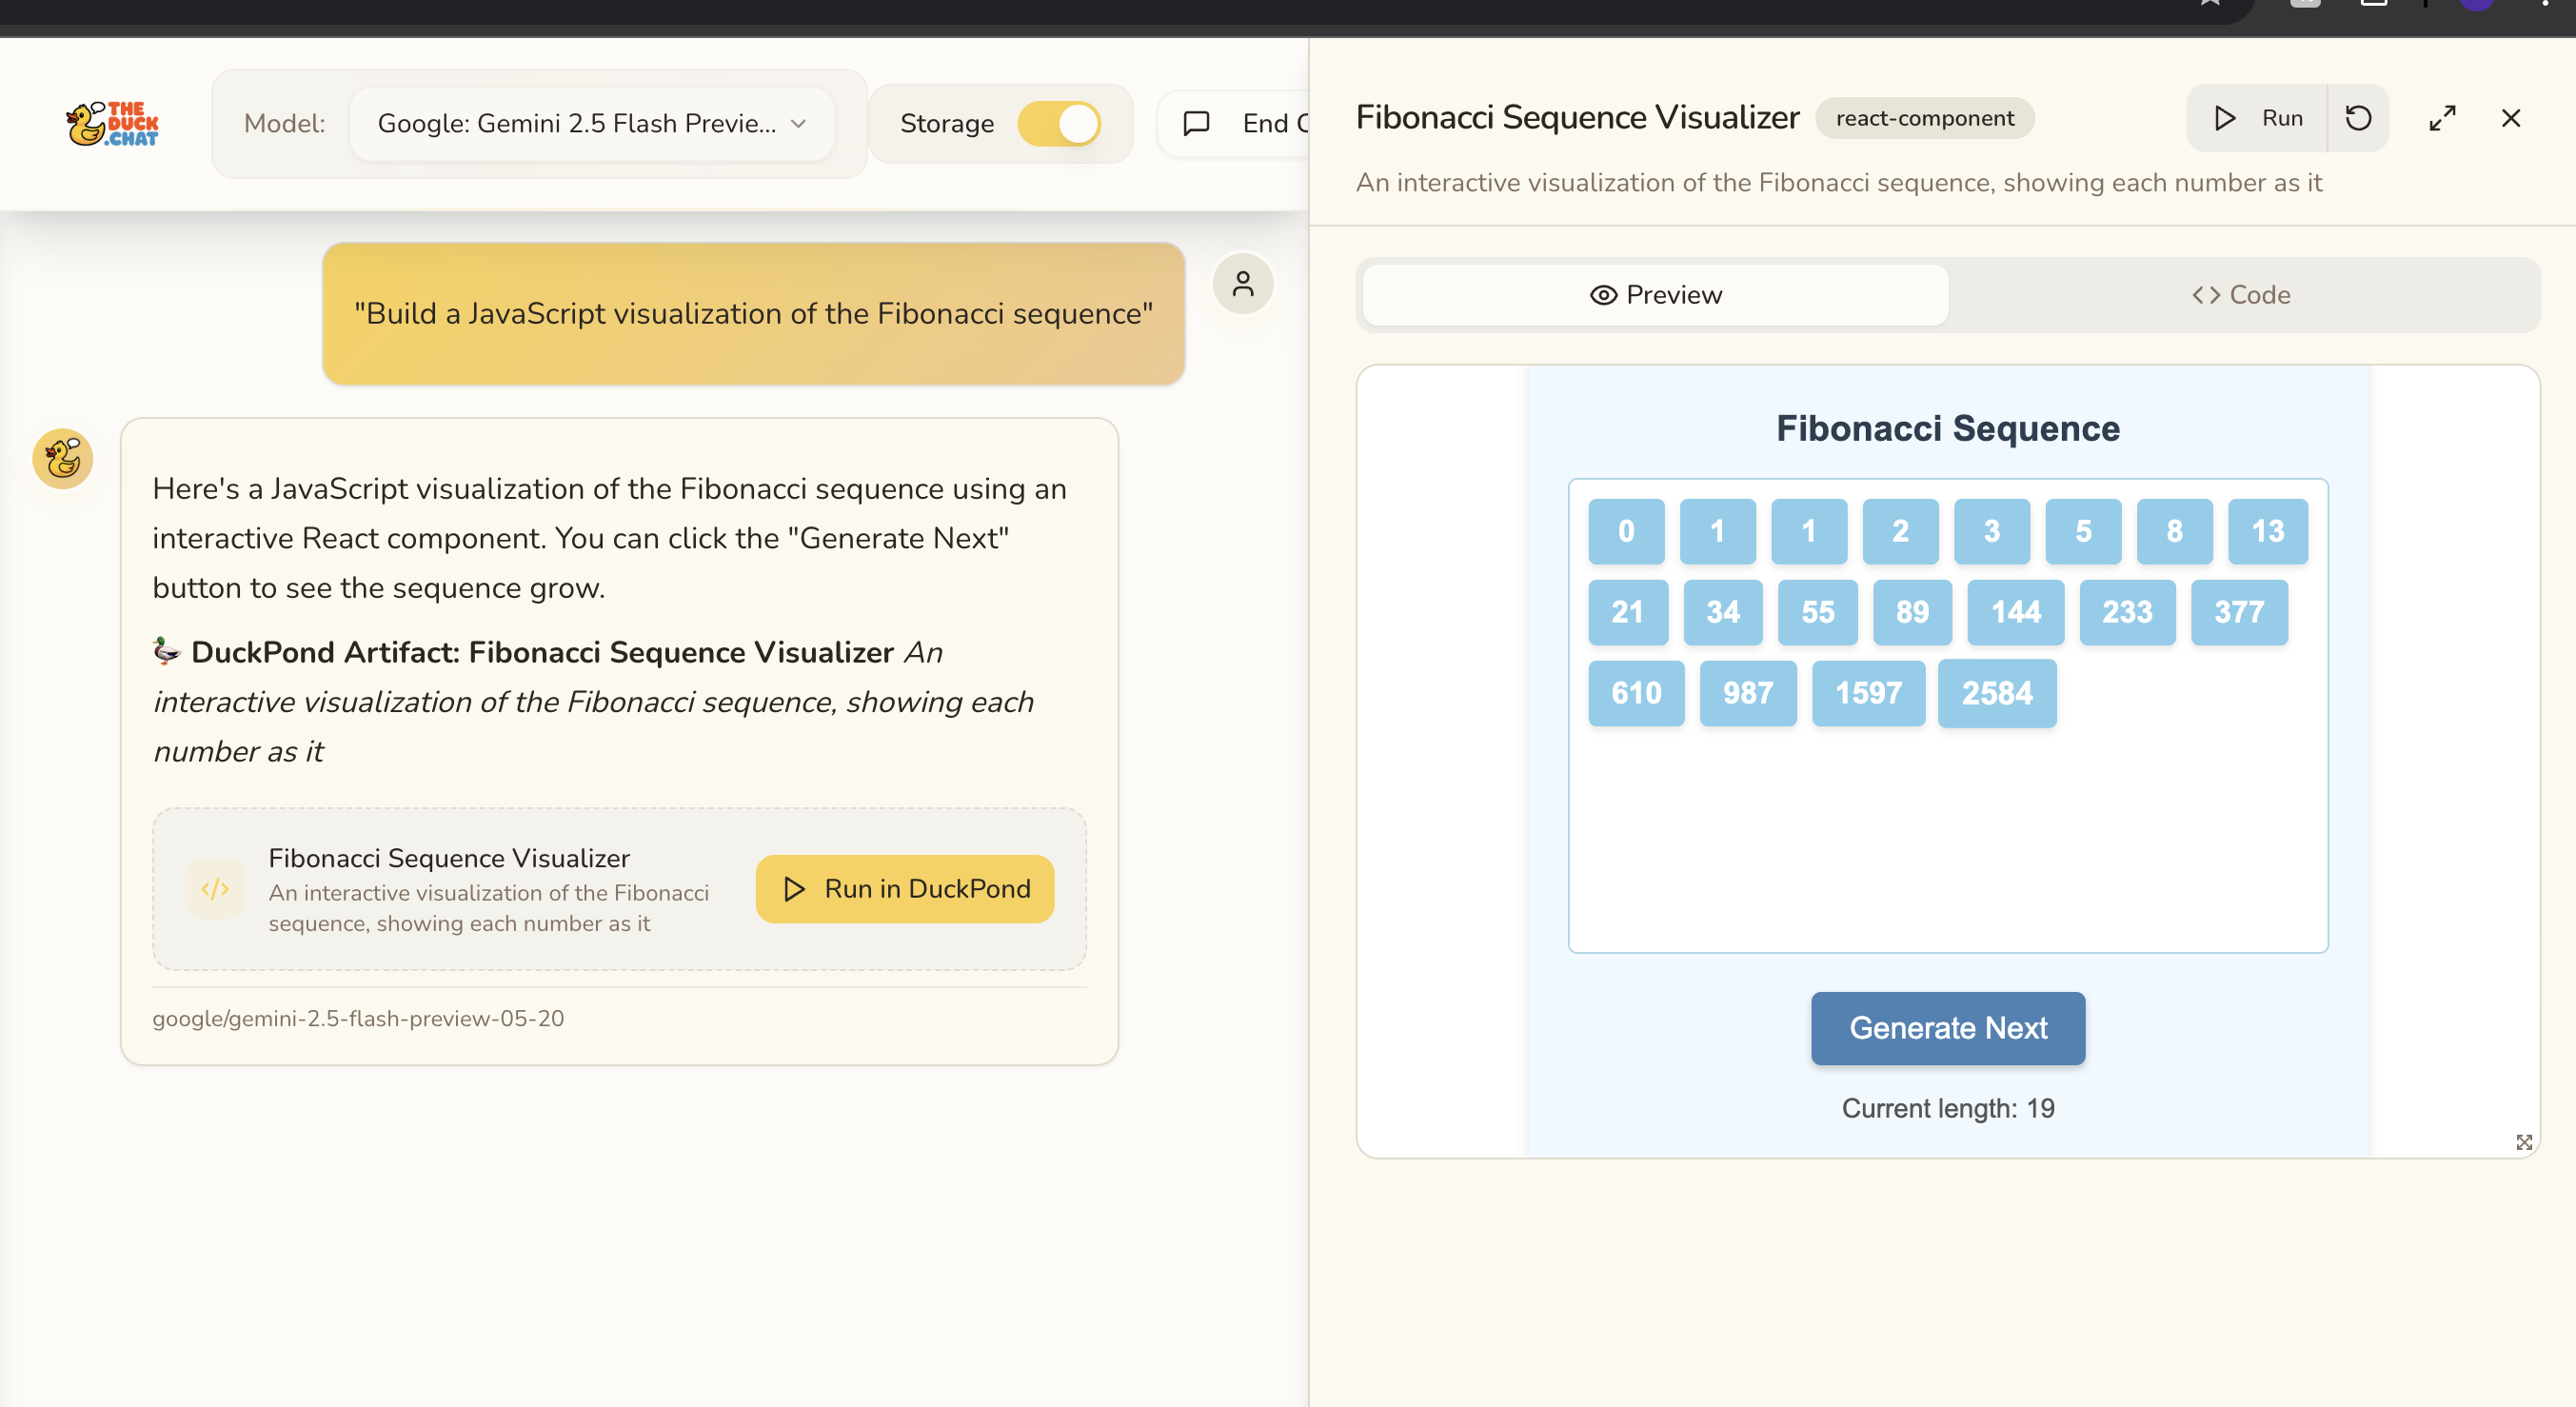 THE
DUCK
.CHAT
Model:
Google: Gemini 2.5 Flash Previe...
Storage
End C
"Build a JavaScript visualization of the Fibonacci sequence"
Here's a JavaScript visualization of the Fibonacci sequence using an
interactive React component. You can click the "Generate Next"
button to see the sequence grow.
DuckPond Artifact: Fibonacci Sequence Visualizer An
interactive visualization of the Fibonacci sequence, showing each
number as it
</>
Fibonacci Sequence Visualizer
An interactive visualization of the Fibonacci
sequence, showing each number as it
Run in DuckPond
google/gemini-2.5-flash-preview-05-20
Fibonacci Sequence Visualizer
react-component
Run
An interactive visualization of the Fibonacci sequence, showing each number as it
Preview
<> Code
Fibonacci Sequence
0 1 1 2 3 5 8 13
21 34 55 89 144 233 377
610 987 1597 2584
Generate Next
Current length: 19